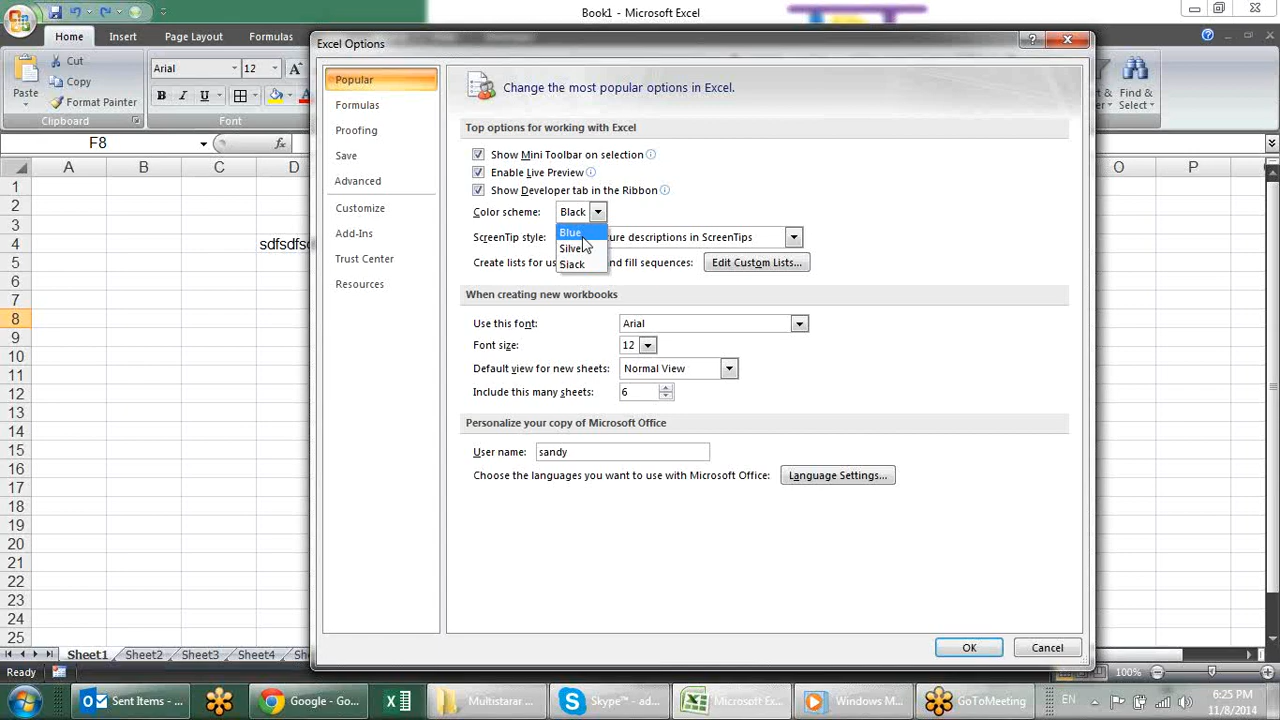 Book1 - Microsoft Excel
Home Insert Page Layout Formulas
Excel Options
Cut
Copy
Format Painter
Paste
Clipboard
Arial 12
B I U
Font
Find &
Select
F8
fx
A B C D O P
1
2
3
4
5
6
7
8
9
10
11
12
13
14
15
16
17
18
19
20
21
22
23
24
25
Popular
Formulas
Proofing
Save
Advanced
Customize
Add-Ins
Trust Center
Resources
Change the most popular options in Excel.
Top options for working with Excel
Show Mini Toolbar on selection
Enable Live Preview
Show Developer tab in the Ribbon
Color scheme: Black
Blue
Silver
ScreenTip style: ure descriptions in ScreenTips
Create lists for us and fill sequences: Edit Custom Lists...
When creating new workbooks
Use this font: Arial
Font size: 12
Default view for new sheets: Normal View
Include this many sheets: 6
Personalize your copy of Microsoft Office
User name: sandy
Choose the languages you want to use with Microsoft Office: Language Settings...
OK Cancel
Sheet1 Sheet2 Sheet3 Sheet4
Ready 100%
Sent Items - ... Google - Go... Multistarar ... Skype™ - ad... Microsoft Ex... Windows M... GoToMeeting EN 6:25 PM
11/8/2014